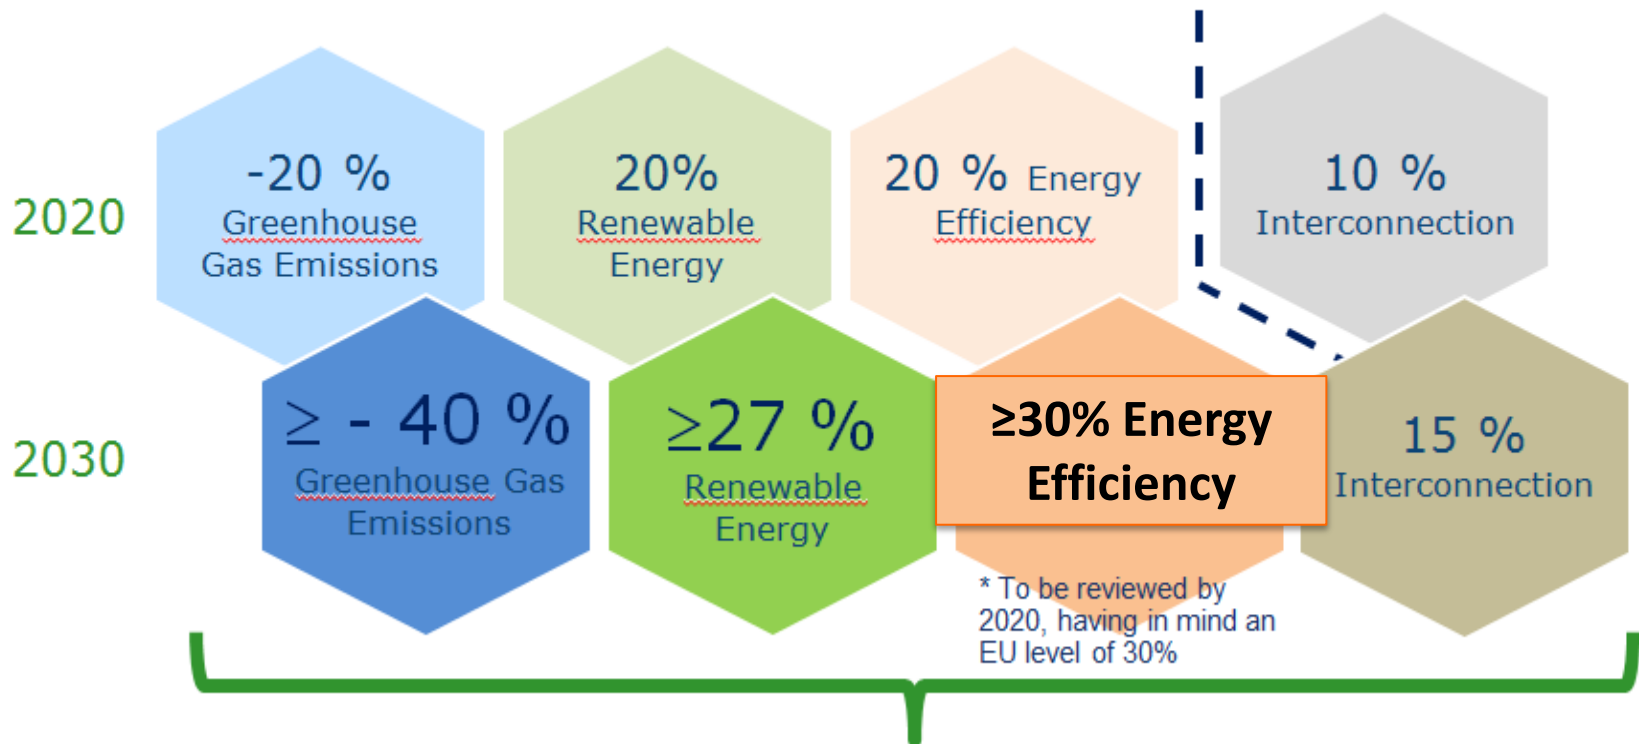 2020
-20 %
Greenhouse
Gas Emissions
20%
Renewable
Energy
20 % Energy
Efficiency
10 %
Interconnection
2030
≥ - 40 %
Greenhouse Gas
Emissions
≥27 %
Renewable
Energy
≥30% Energy
Efficiency
* To be reviewed by
2020, having in mind an
EU level of 30%
15 %
Interconnection